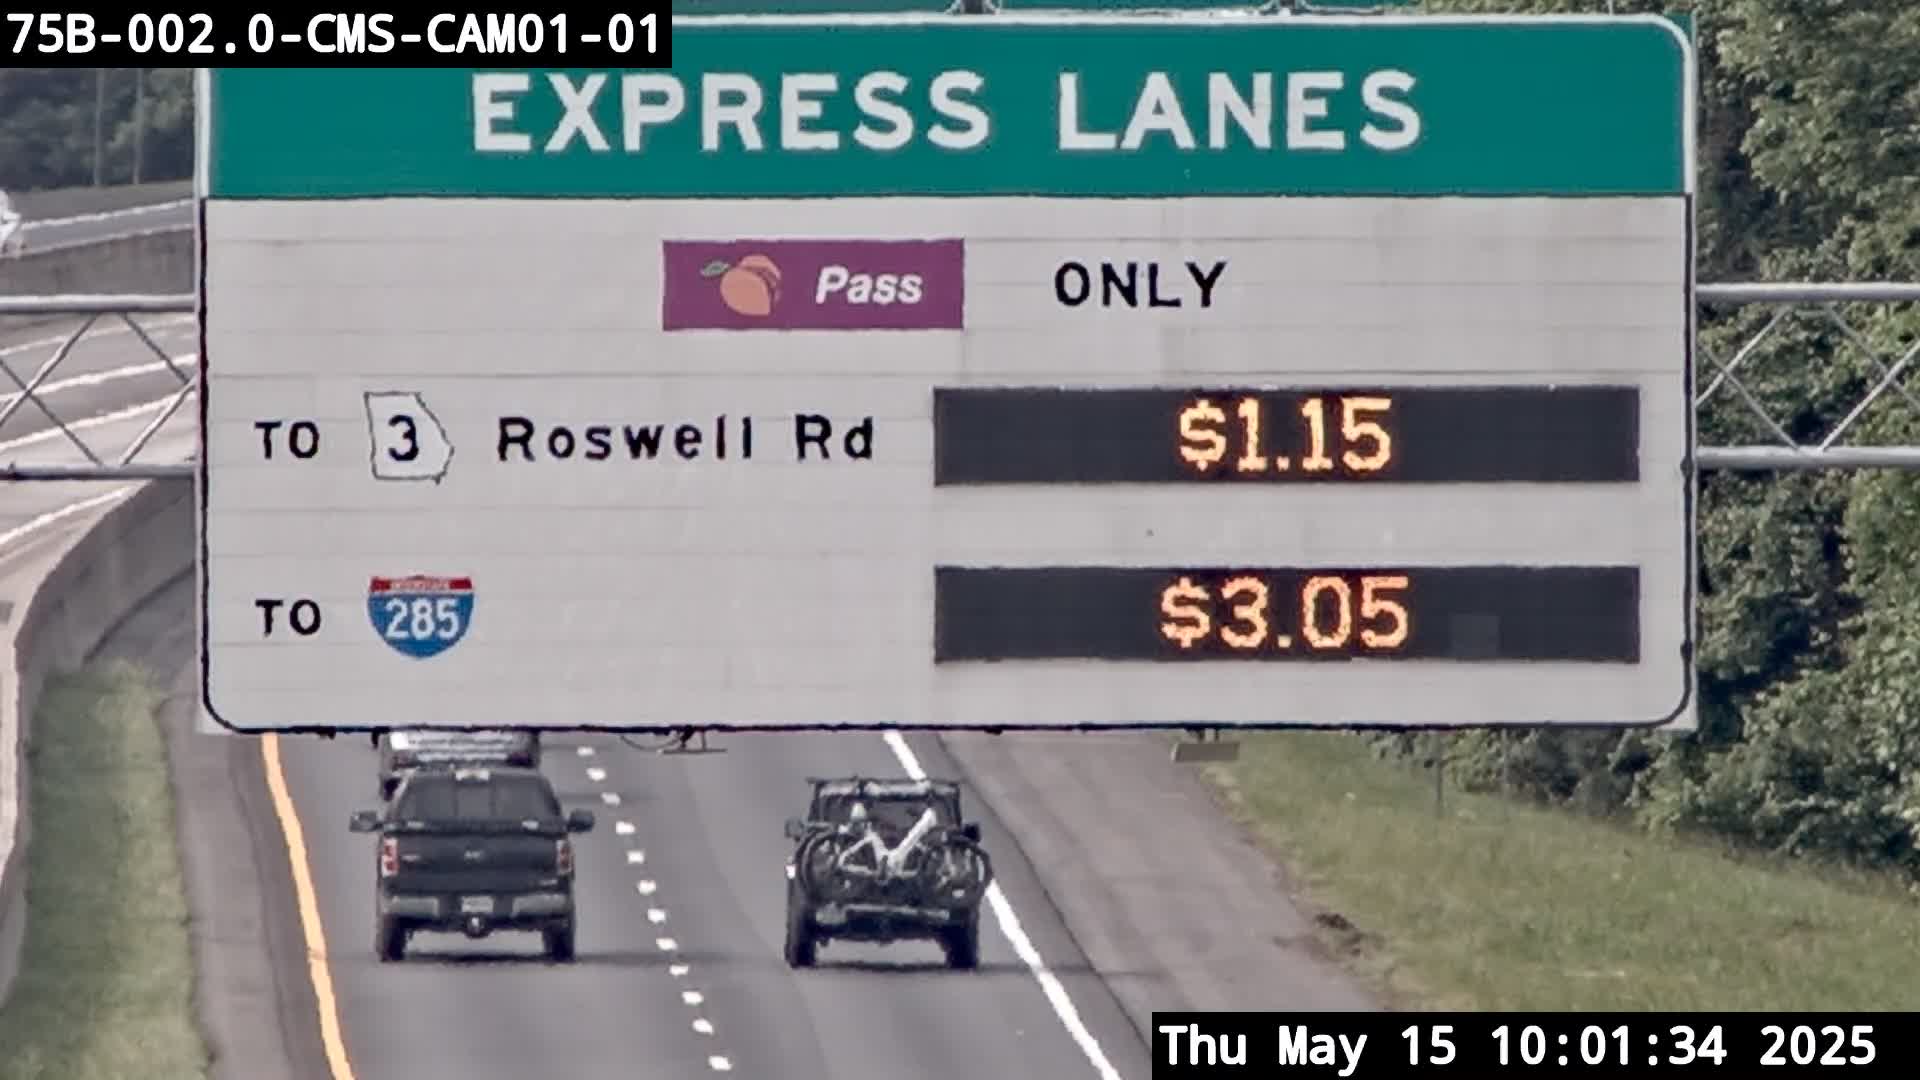 75B-002.0-CMS-CAM01-01
EXPRESS LANES
Pass ONLY
TO 3 Roswell Rd $1.15
TO INTERSTATE 285 $3.05
Thu May 15 10:01:34 2025